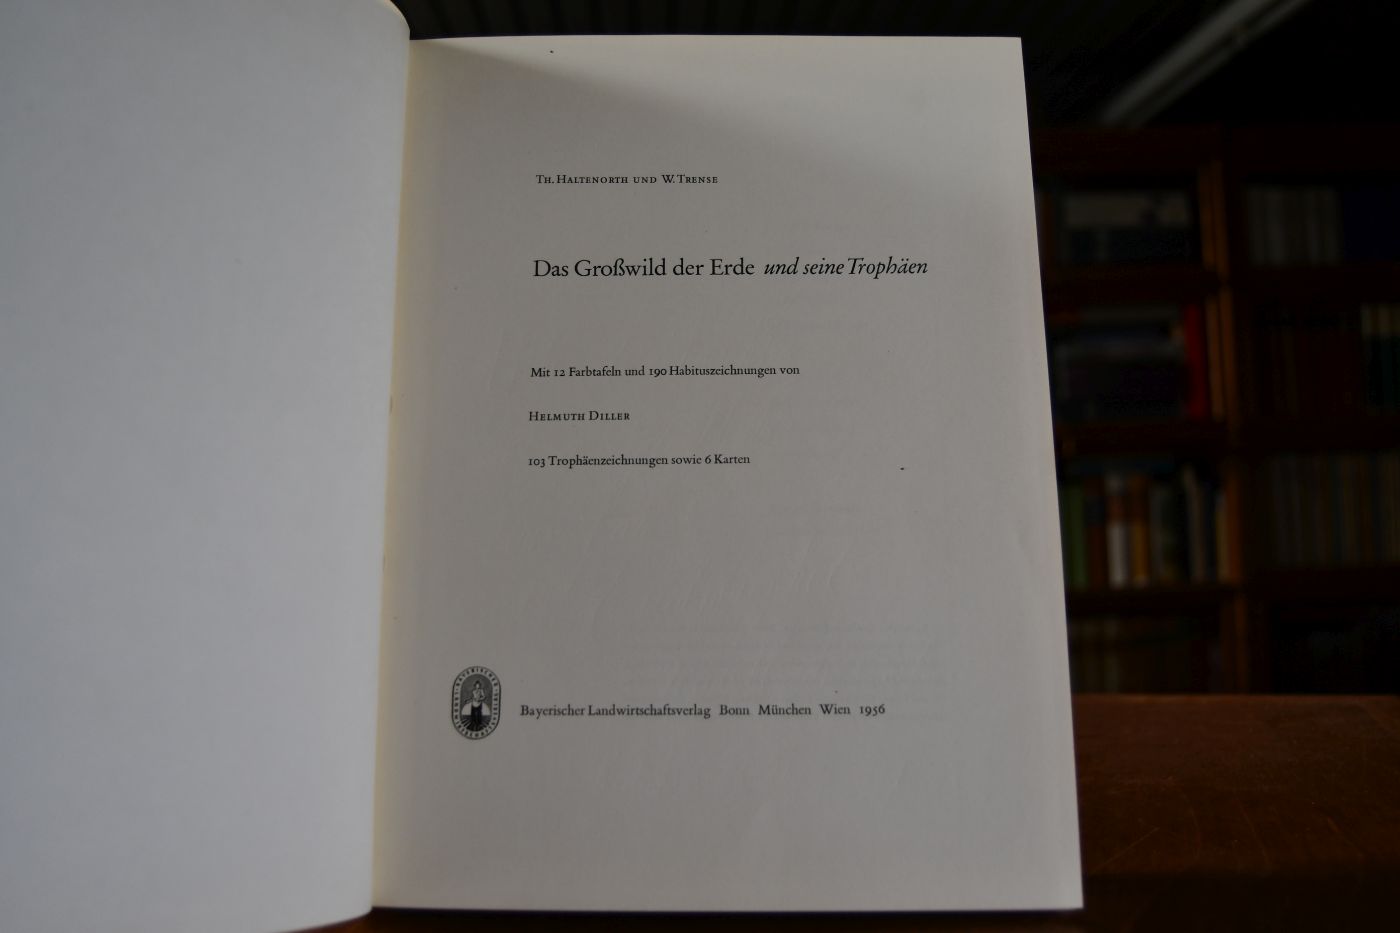 Th. Haltenorth und W. Trense
Das Großwild der Erde und seine Trophäen
Mit 12 Farbtafeln und 190 Habituszeichnungen von
Helmuth Diller
103 Trophäenzeichnungen sowie 6 Karten
Bayerischer Landwirtschaftsverlag Bonn München Wien 1956